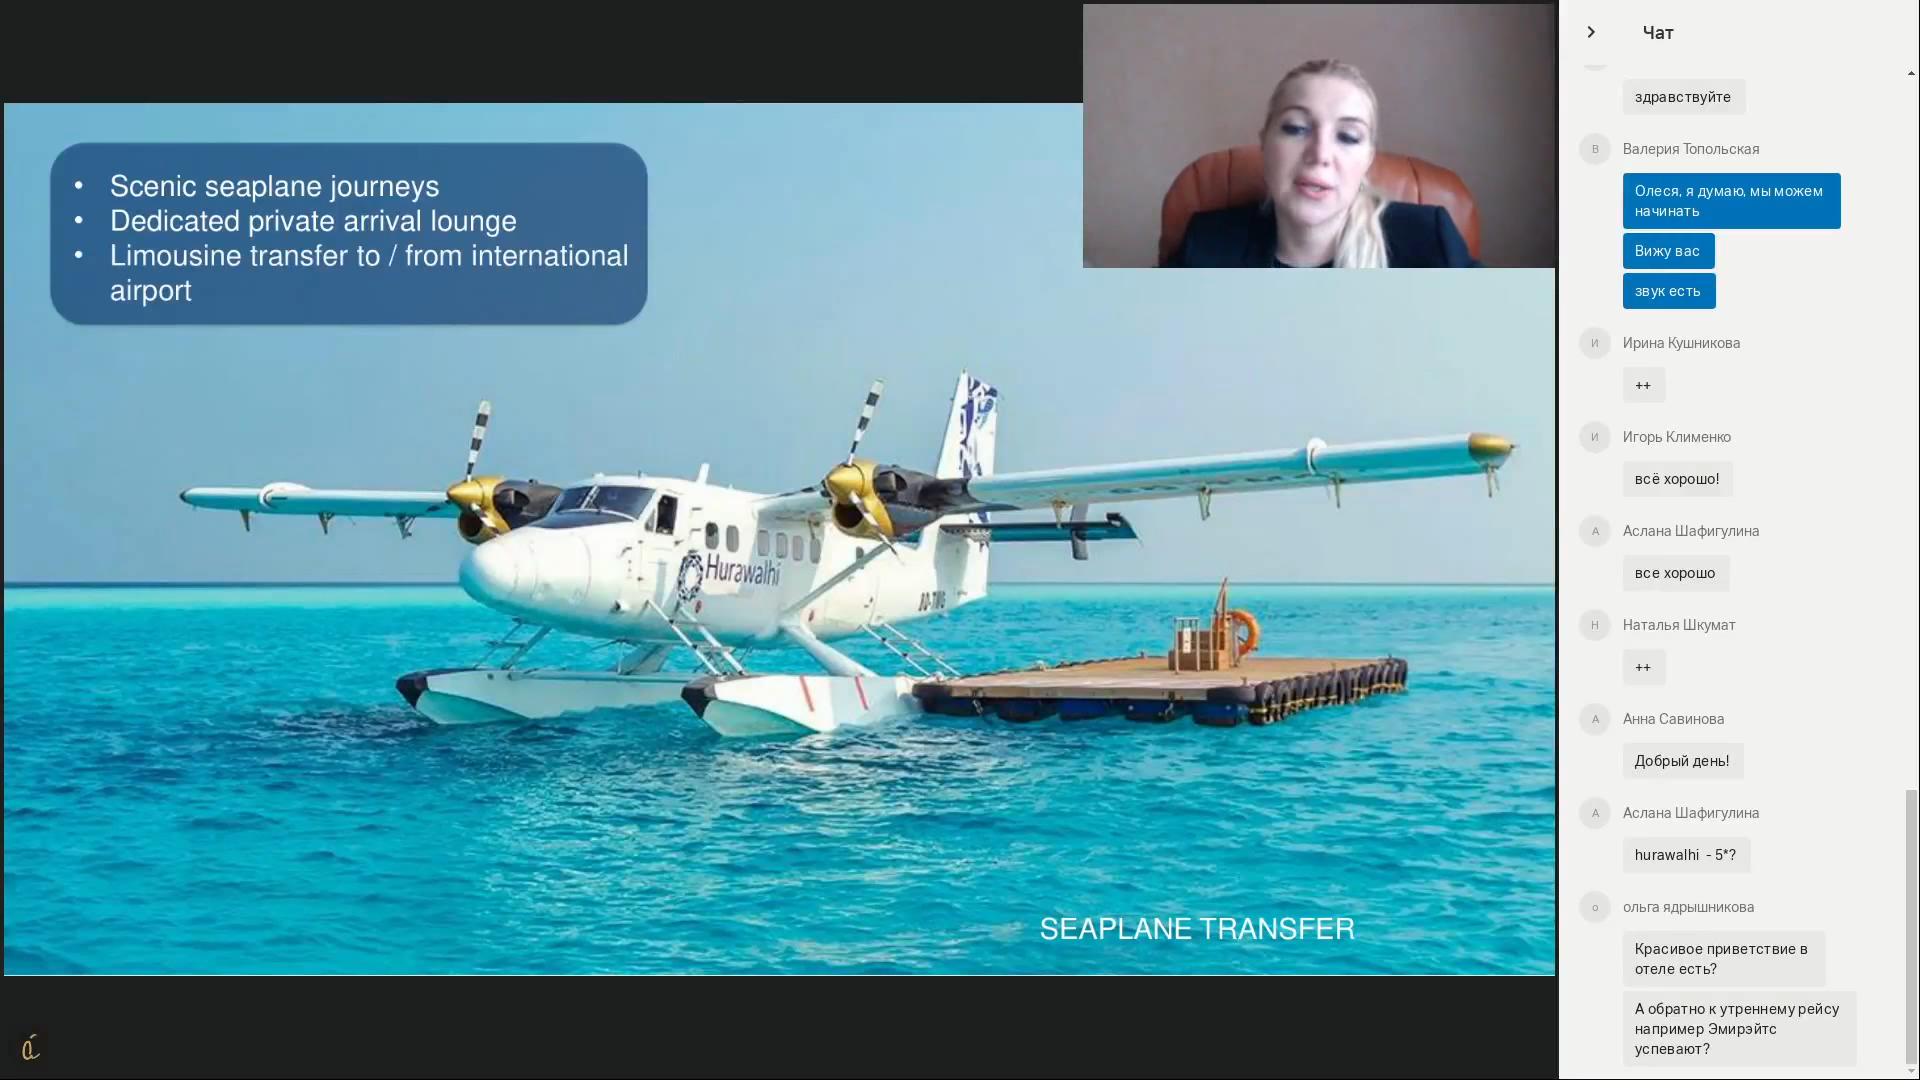 Scenic seaplane journeys
Dedicated private arrival lounge
Limousine transfer to / from international
airport
Hurawalhi
SEAPLANE TRANSFER
Чат
здравствуйте
В
Валерия Топольская
Олеся, я думаю, мы можем
начинать
Вижу вас
звук есть
И
Ирина Кушникова
++
И
Игорь Клименко
всё хорошо!
А
Аслана Шафигулина
все хорошо
Н
Наталья Шкумат
++
А
Анна Савинова
Добрый день!
А
Аслана Шафигулина
hurawalhi - 5*?
о
ольга ядрышникова
Красивое приветствие в
отеле есть?
А обратно к утреннему рейсу
например Эмирэйтс
успевают?